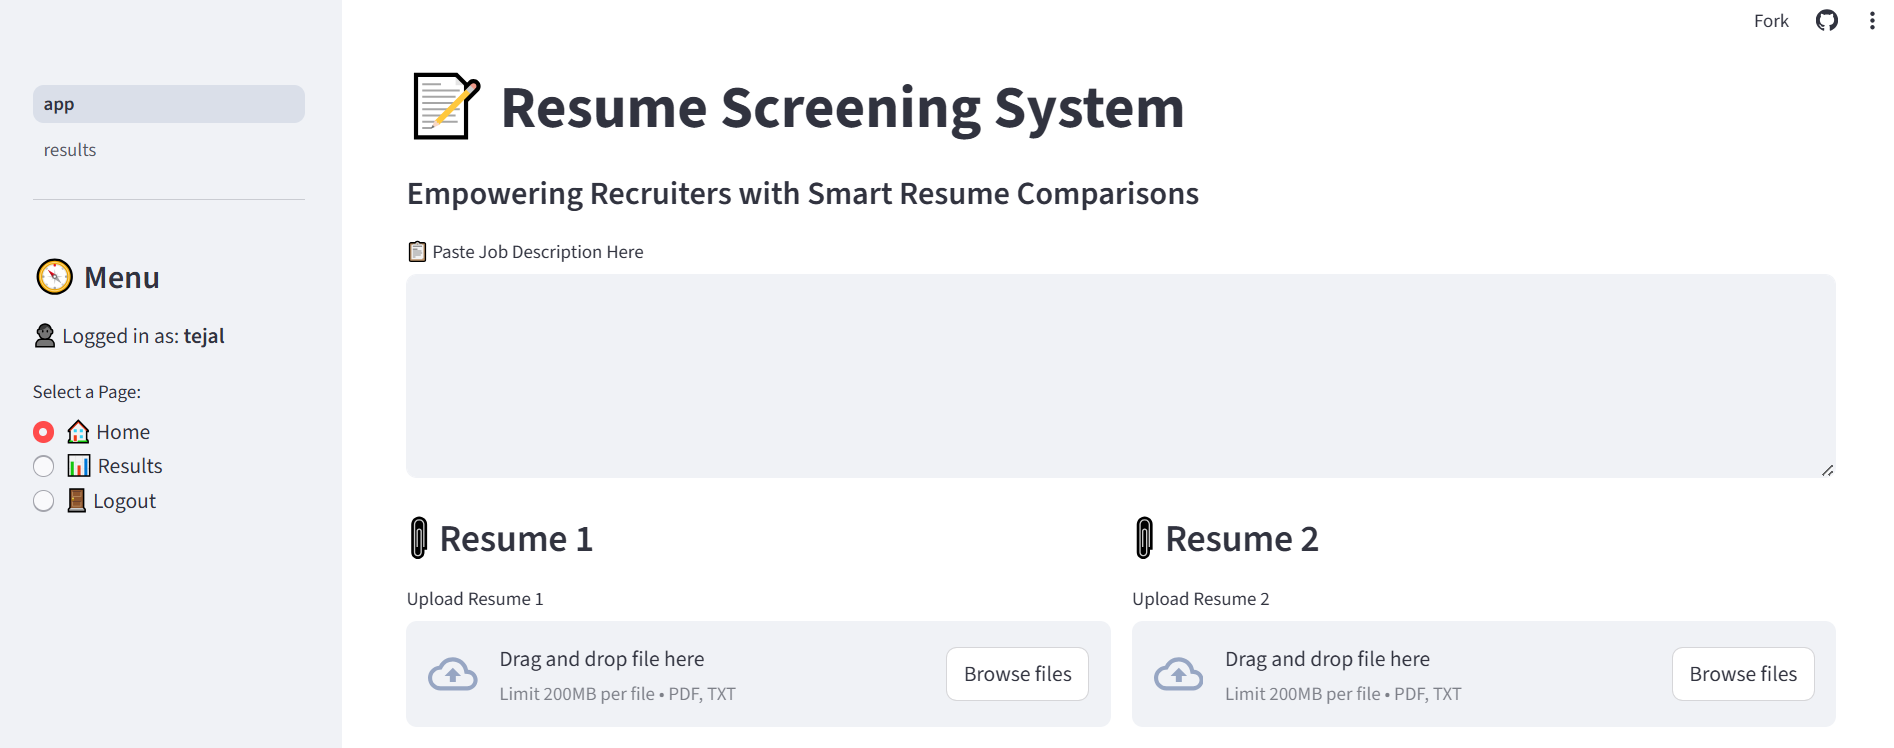 Fork
app
results
Menu
Logged in as: tejal
Select a Page:
Home
Results
Logout
Resume Screening System
Empowering Recruiters with Smart Resume Comparisons
Paste Job Description Here
Resume 1
Upload Resume 1
Drag and drop file here
Limit 200MB per file • PDF, TXT
Browse files
Resume 2
Upload Resume 2
Drag and drop file here
Limit 200MB per file • PDF, TXT
Browse files